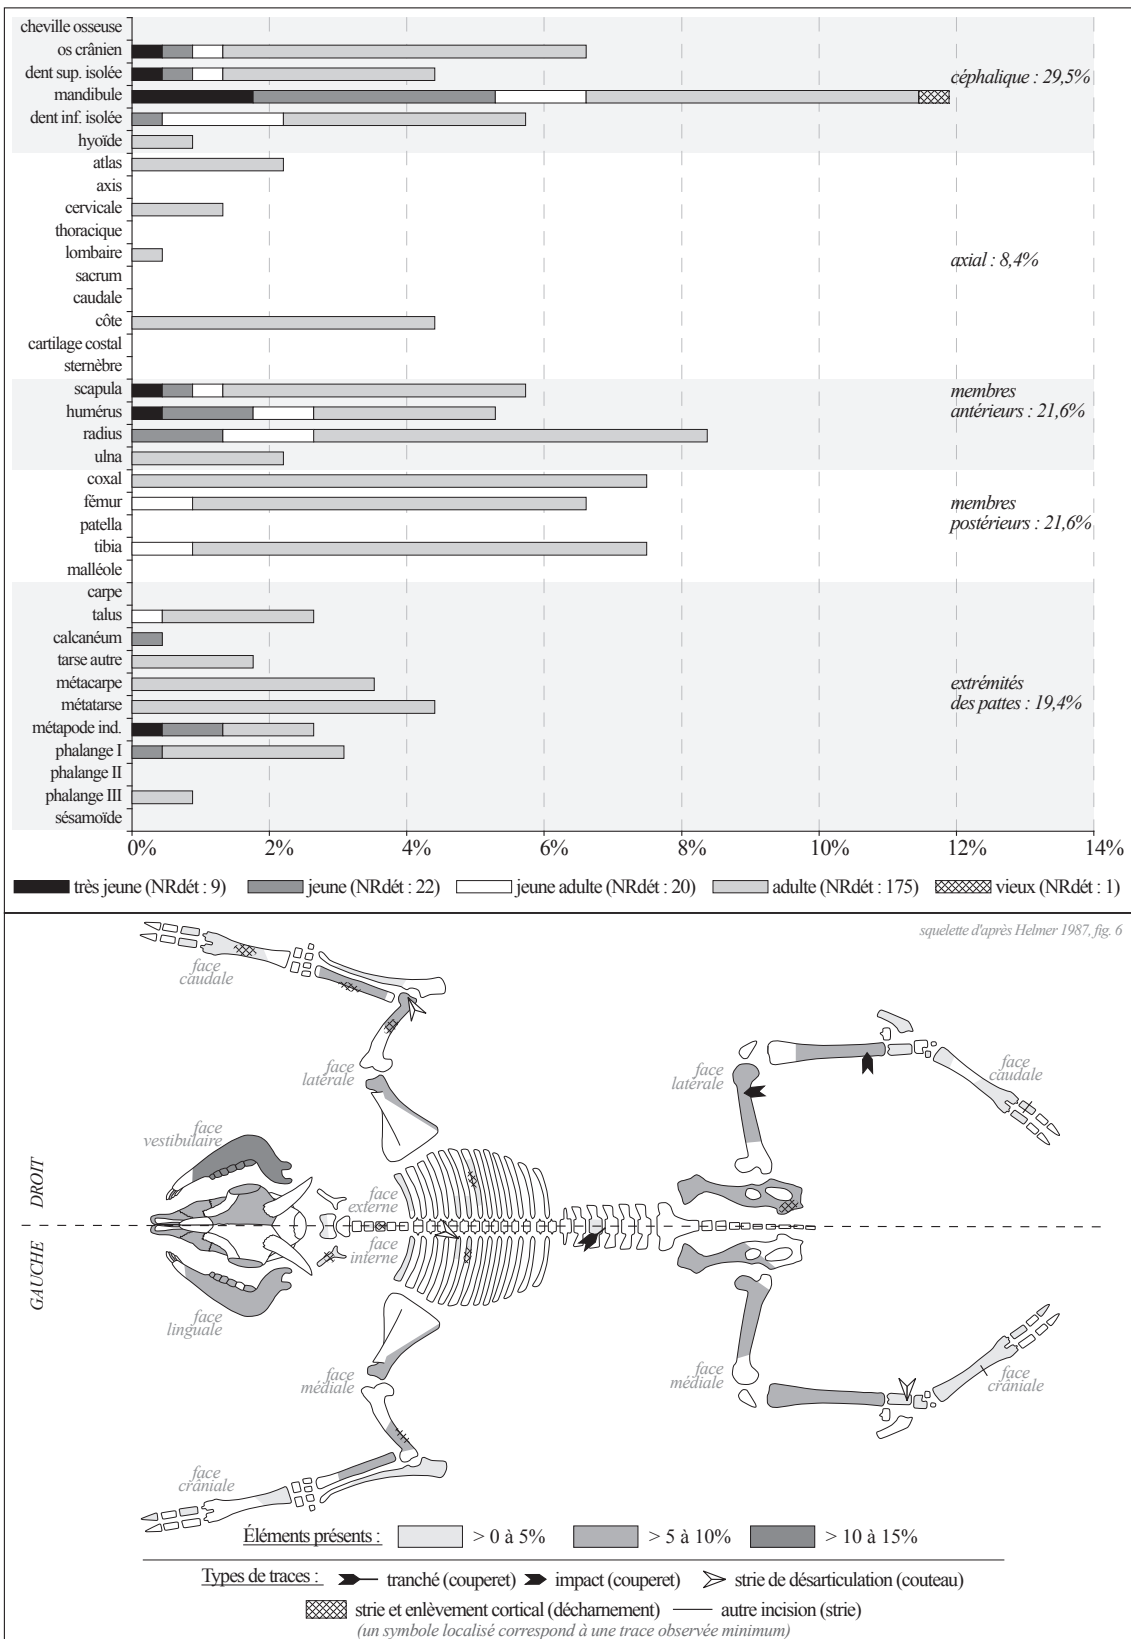 cheville osseuse
os crânien
dent sup. isolée
céphalique : 29,5%
mandibule
dent inf. isolée
hyoïde
atlas
axis
cervicale
thoracique
lombaire
axial : 8,4%
sacrum
caudale
côte
cartilage costal
sternèbre
scapula
membres
humérus
antérieurs : 21,6%
radius
ulna
coxal
fémur
membres
patella
postérieurs : 21,6%
tibia
malléole
carpe
talus
calcanéum
tarse autre
métacarpe
extrémités
métatarse
des pattes : 19,4%
métapode ind.
phalange I
phalange II
phalange III
sésamoïde
0% 2% 4% 6% 8% 10% 12% 14%
très jeune (NRdét : 9) jeune (NRdét : 22) jeune adulte (NRdét : 20) adulte (NRdét : 175) vieux (NRdét : 1)
squelette d'après Helmer 1987, fig. 6
face
caudale
face
latérale
face
latérale
face
caudale
face
vestibulaire
DROIT
face
externe
GAUCHE
face
interne
face
linguale
face
médiale
face
médiale
face
crâniale
face
crâniale
Éléments présents : > 0 à 5% > 5 à 10% > 10 à 15%
Types de traces : tranché (couperet) impact (couperet) strie de désarticulation (couteau)
strie et enlèvement cortical (décharnement) autre incision (strie)
(un symbole localisé correspond à une trace observée minimum)